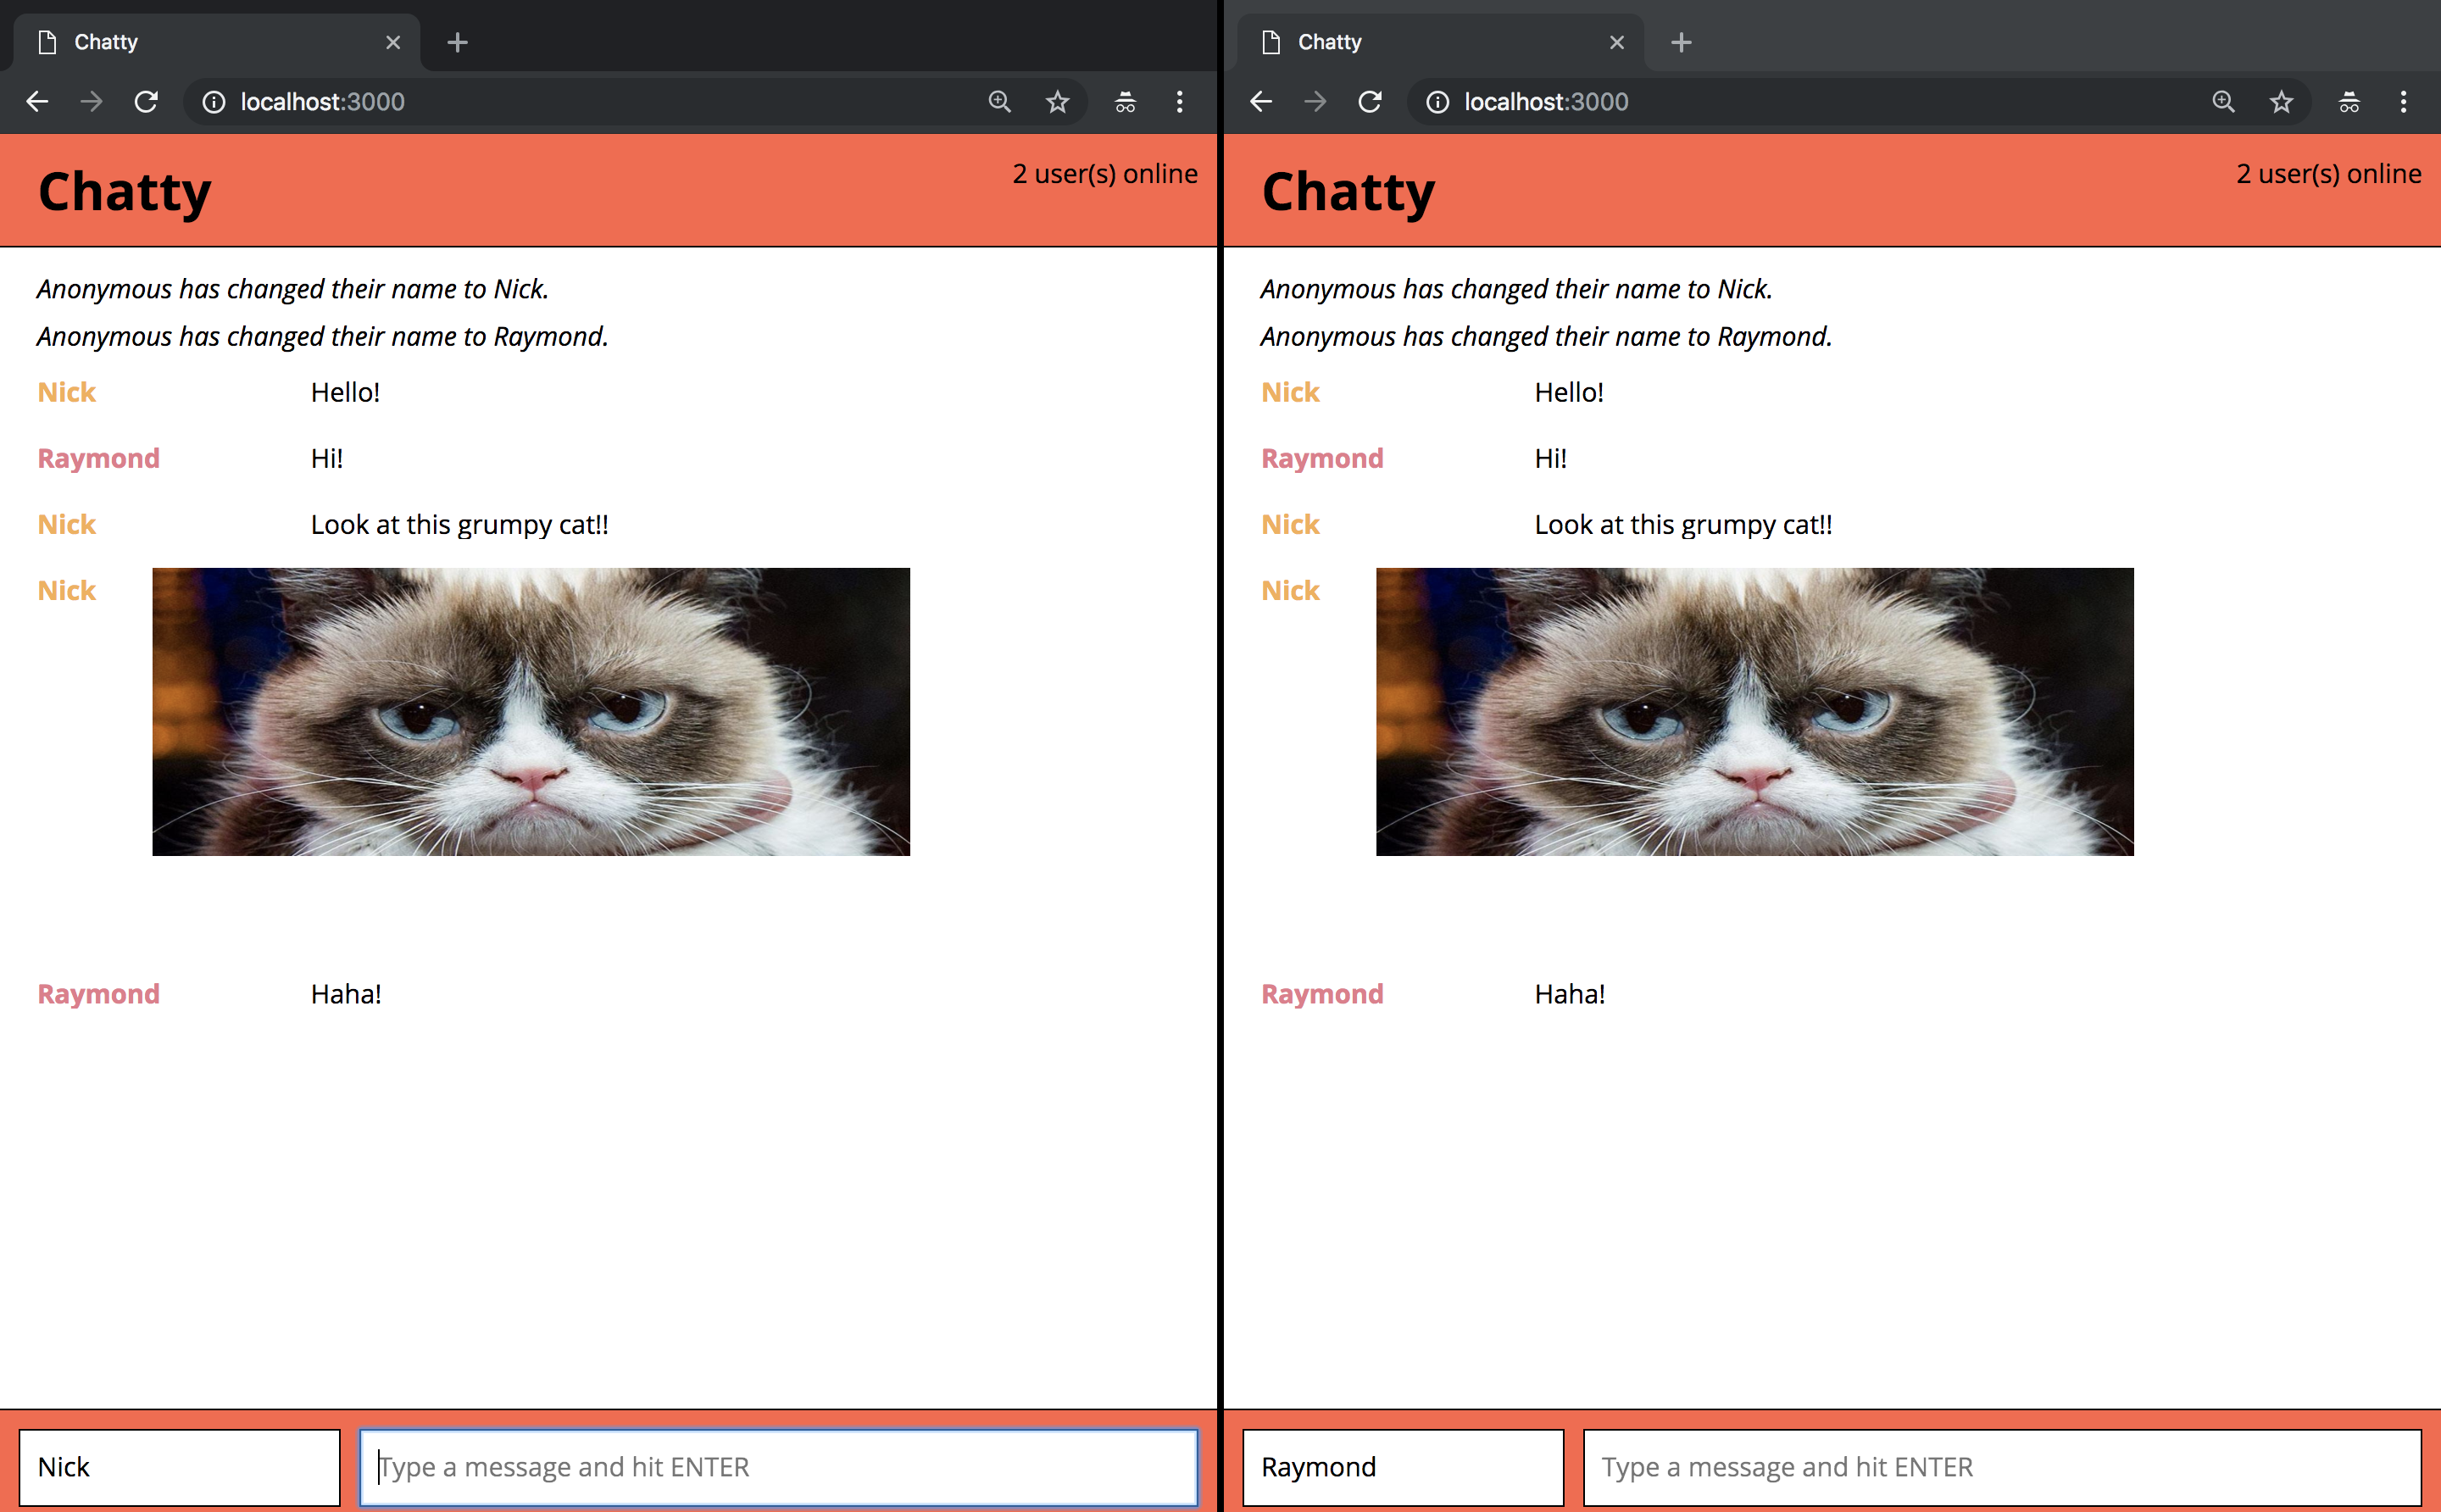 Chatty
localhost:3000
Chatty
2 user(s) online
Anonymous has changed their name to Nick.
Anonymous has changed their name to Raymond.
Nick Hello!
Raymond Hi!
Nick Look at this grumpy cat!!
Nick
Raymond Haha!
Nick Type a message and hit ENTER
Chatty
localhost:3000
Chatty
2 user(s) online
Anonymous has changed their name to Nick.
Anonymous has changed their name to Raymond.
Nick Hello!
Raymond Hi!
Nick Look at this grumpy cat!!
Nick
Raymond Haha!
Raymond Type a message and hit ENTER